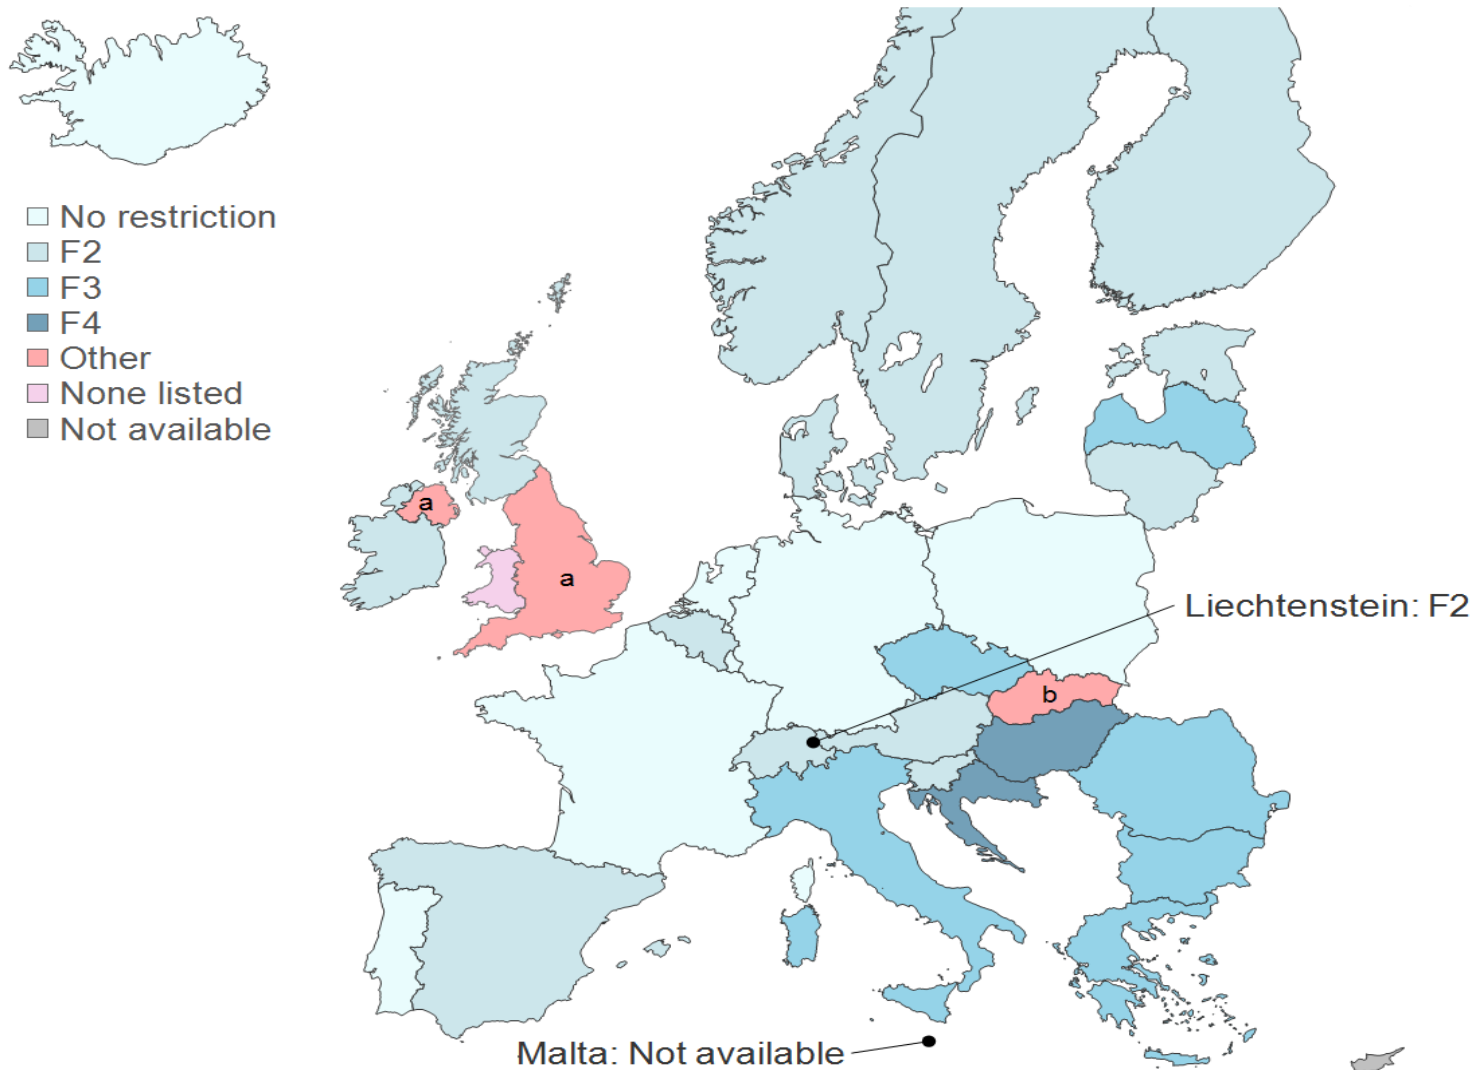 No restriction
F2
F3
F4
Other
None listed
Not available
a
a
Liechtenstein: F2
b
Malta: Not available